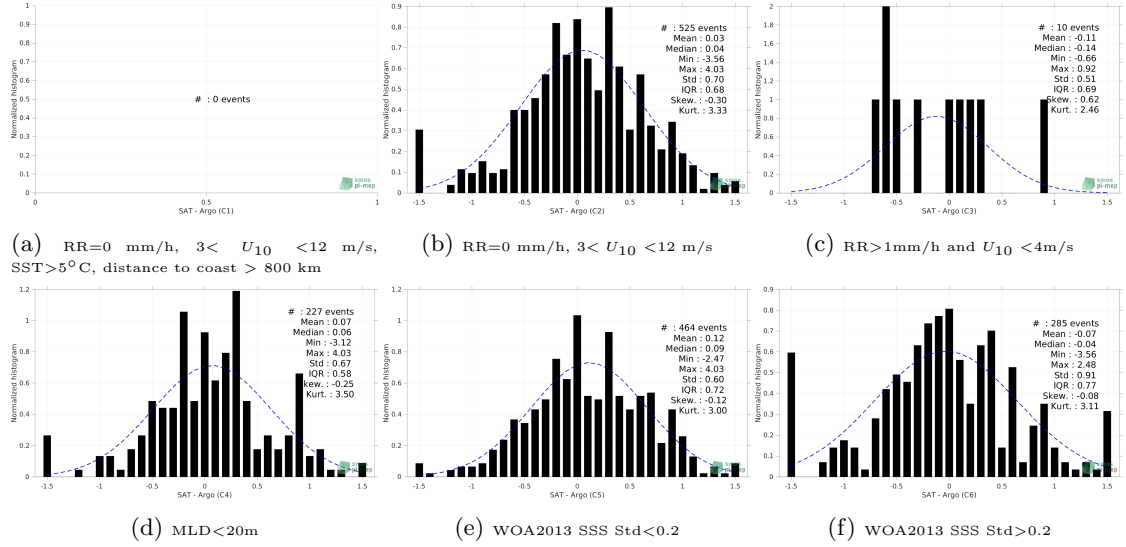 1
0.9
0.8
0.7
0.6
0.5
0.4
0.3
0.2
0.1
0
0
0.5
1
Normalized histogram
# : 0 events
smos
pi-mep
SAT - Argo (C1)
(a) RR=0 mm/h, 3< U10 <12 m/s,
SST>5°C, distance to coast > 800 km
0.9
0.8
0.7
0.6
0.5
0.4
0.3
0.2
0.1
0
-1.5
-1
-0.5
0
0.5
1
1.5
Normalized histogram
# : 525 events
Mean : 0.03
Median : 0.04
Min : -3.56
Max : 4.03
Std : 0.70
IQR : 0.68
Skew. : -0.30
Kurt. : 3.33
smos
pi-mep
SAT - Argo (C2)
(b) RR=0 mm/h, 3< U10 <12 m/s
2
1.8
1.6
1.4
1.2
1
0.8
0.6
0.4
0.2
0
-1.5
-1
-0.5
0
0.5
1
1.5
Normalized histogram
# : 10 events
Mean : -0.11
Median : -0.14
Min : -0.66
Max : 0.92
Std : 0.51
IQR : 0.69
Skew. : 0.62
Kurt. : 2.46
smos
pi-mep
SAT - Argo (C3)
(c) RR>1mm/h and U10 <4m/s
1.2
1
0.8
0.6
0.4
0.2
0
-1.5
-1
-0.5
0
0.5
1
1.5
Normalized histogram
# : 227 events
Mean : 0.07
Median : 0.06
Min : -3.12
Max : 4.03
Std : 0.67
IQR : 0.58
Skew. : -0.25
Kurt. : 3.50
smos
pi-mep
SAT - Argo (C4)
(d) MLD<20m
1.2
1
0.8
0.6
0.4
0.2
0
-1.5
-1
-0.5
0
0.5
1
1.5
Normalized histogram
# : 464 events
Mean : 0.12
Median : 0.09
Min : -2.47
Max : 4.03
Std : 0.60
IQR : 0.72
Skew. : -0.12
Kurt. : 3.00
smos
pi-mep
SAT - Argo (C5)
(e) WOA2013 SSS Std<0.2
0.9
0.8
0.7
0.6
0.5
0.4
0.3
0.2
0.1
0
-1.5
-1
-0.5
0
0.5
1
1.5
Normalized histogram
# : 285 events
Mean : -0.07
Median : -0.04
Min : -3.56
Max : 2.48
Std : 0.91
IQR : 0.77
Skew. : -0.08
Kurt. : 3.11
smos
pi-mep
SAT - Argo (C6)
(f) WOA2013 SSS Std>0.2